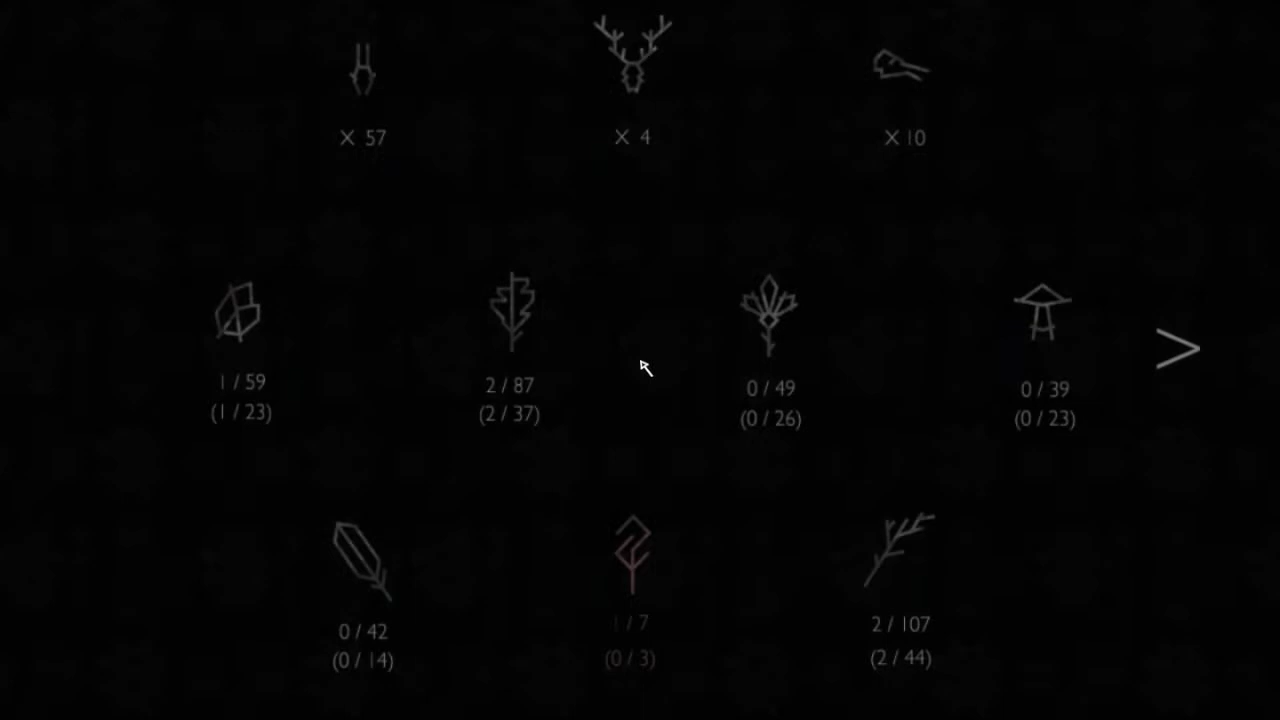 X 57
X 4
X 10
1 / 59
(1 / 23)
2 / 87
(2 / 37)
0 / 49
(0 / 26)
0 / 39
(0 / 23)
>
0 / 42
(0 / 14)
1 / 7
(0 / 3)
2 / 107
(2 / 44)